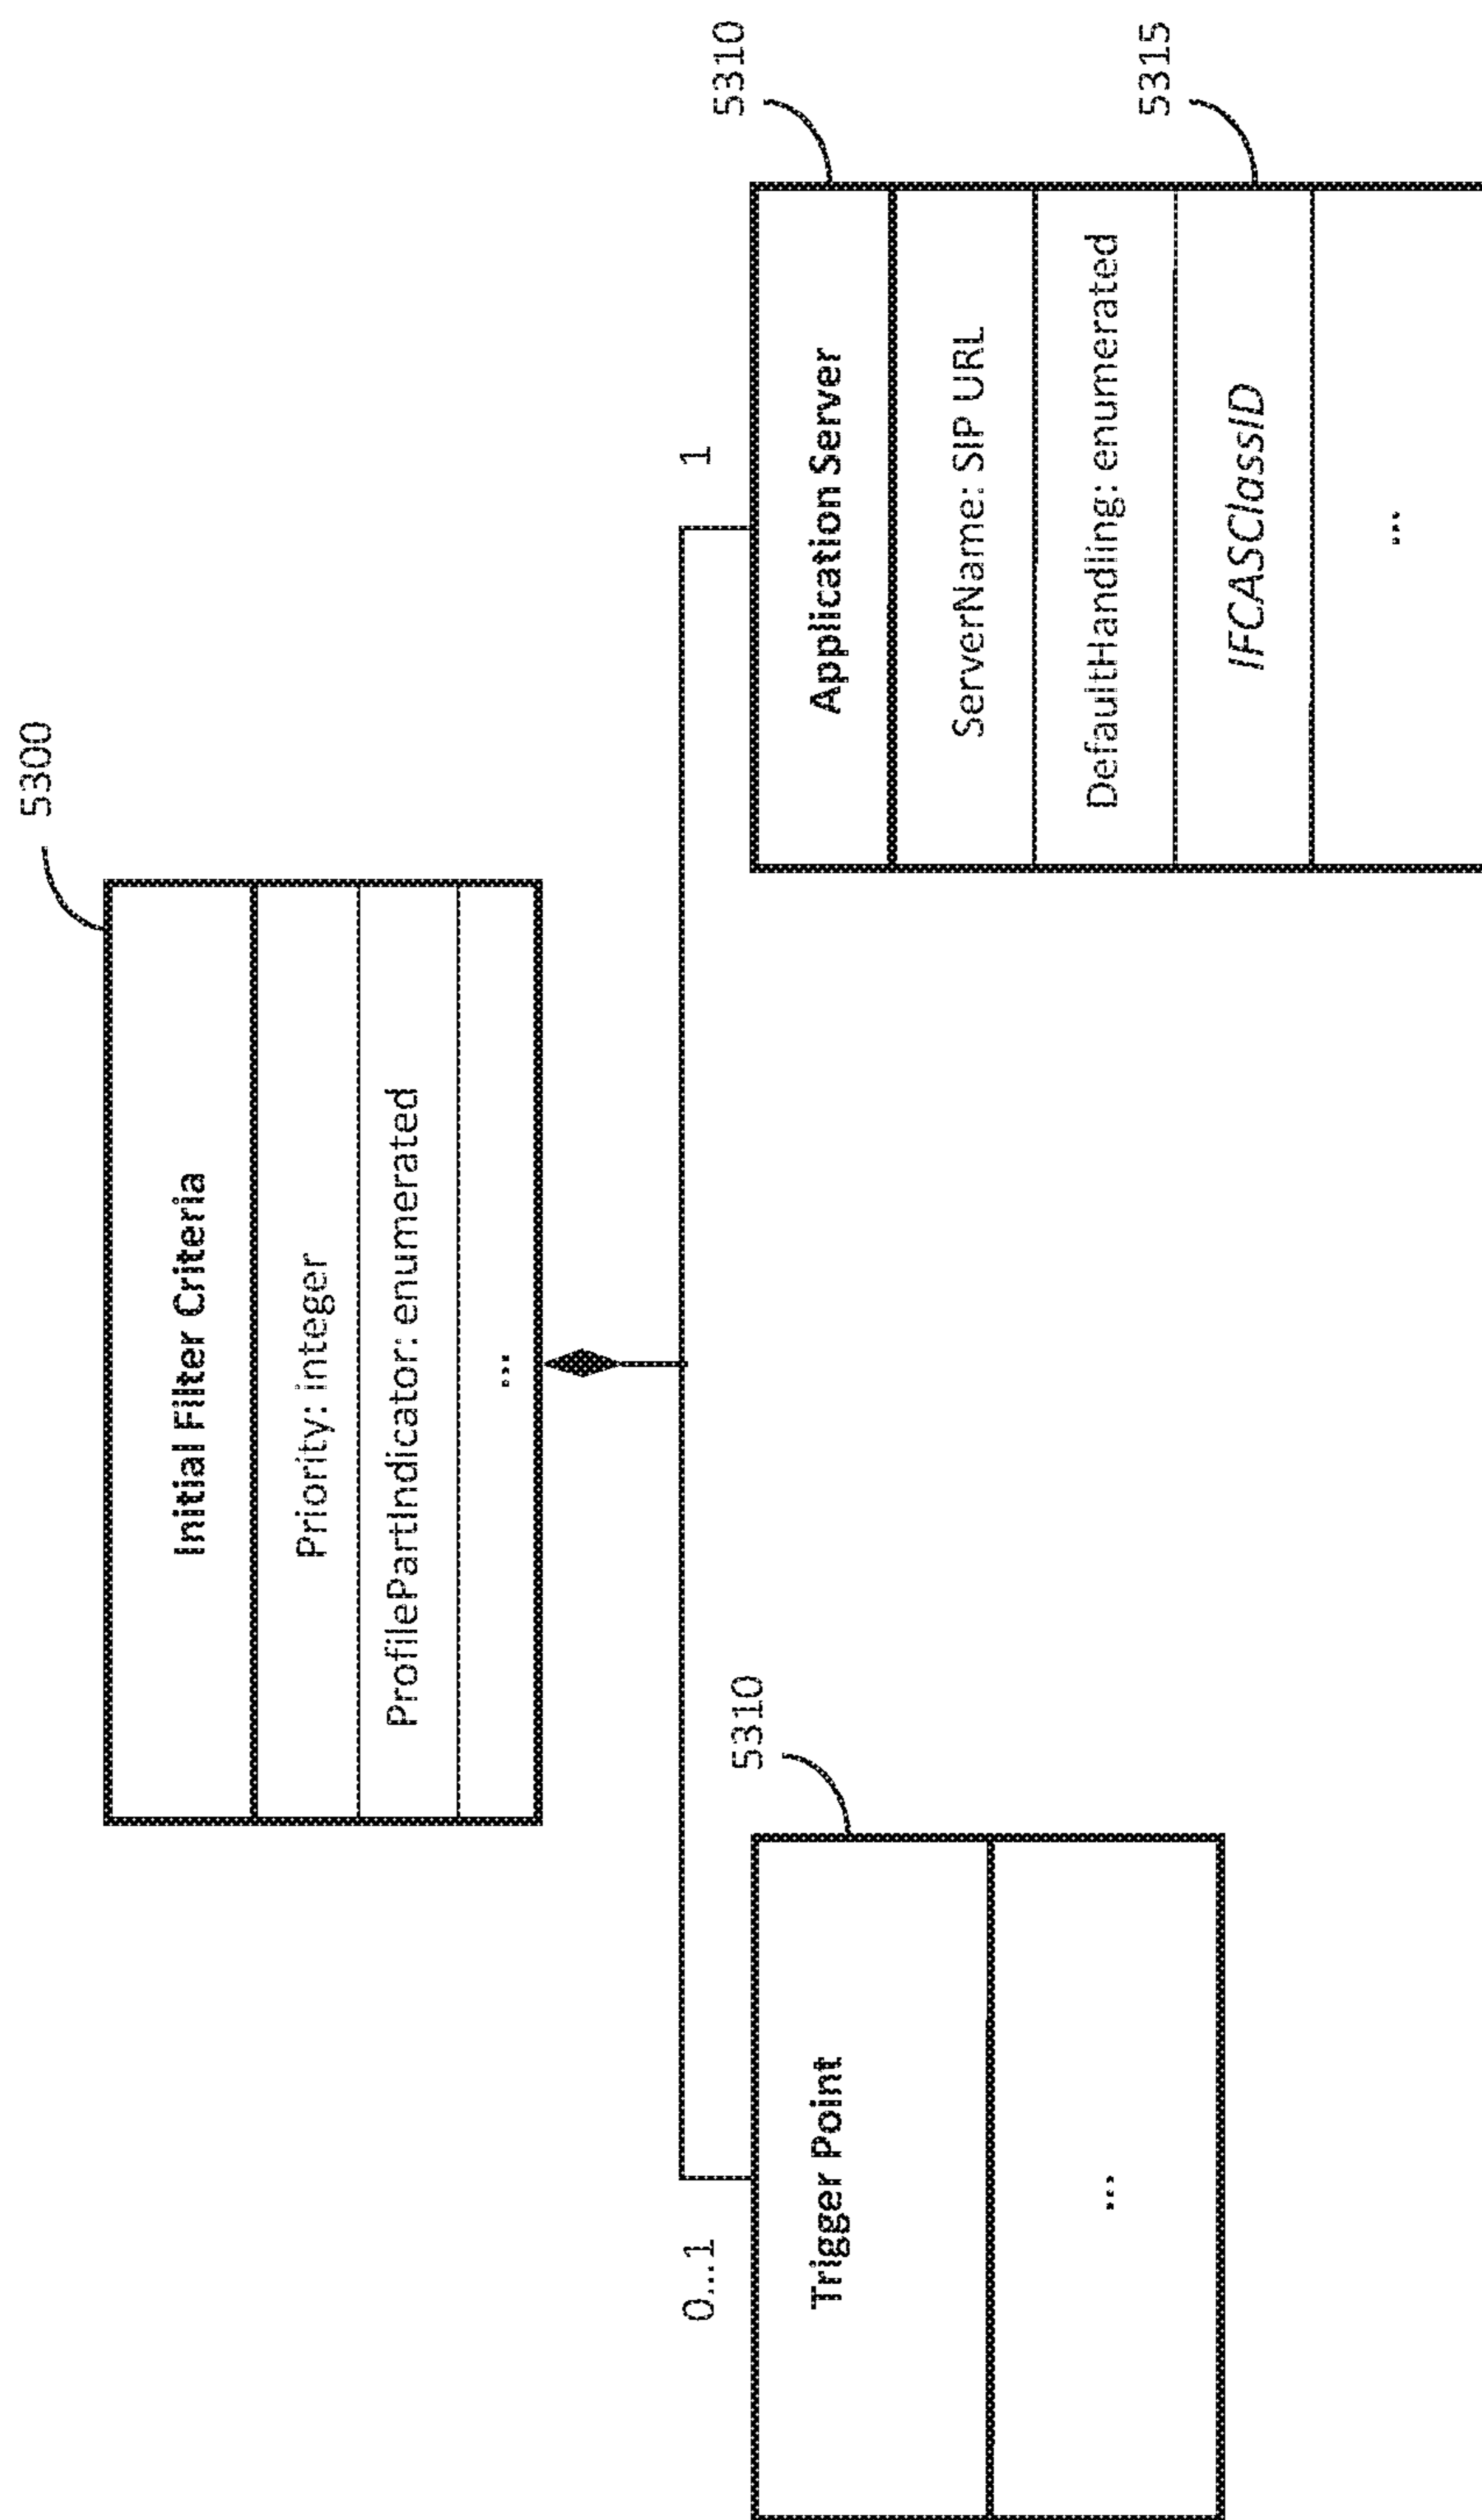 5300
Initial Filter Criteria
Priority: integer
ProfilePartIndicator: enumerated
...
0...1
1
5310
Trigger Point
...
5310
Application Server
ServerName: SIP URL
DefaultHandling: enumerated
IFCASClassID
5315
...